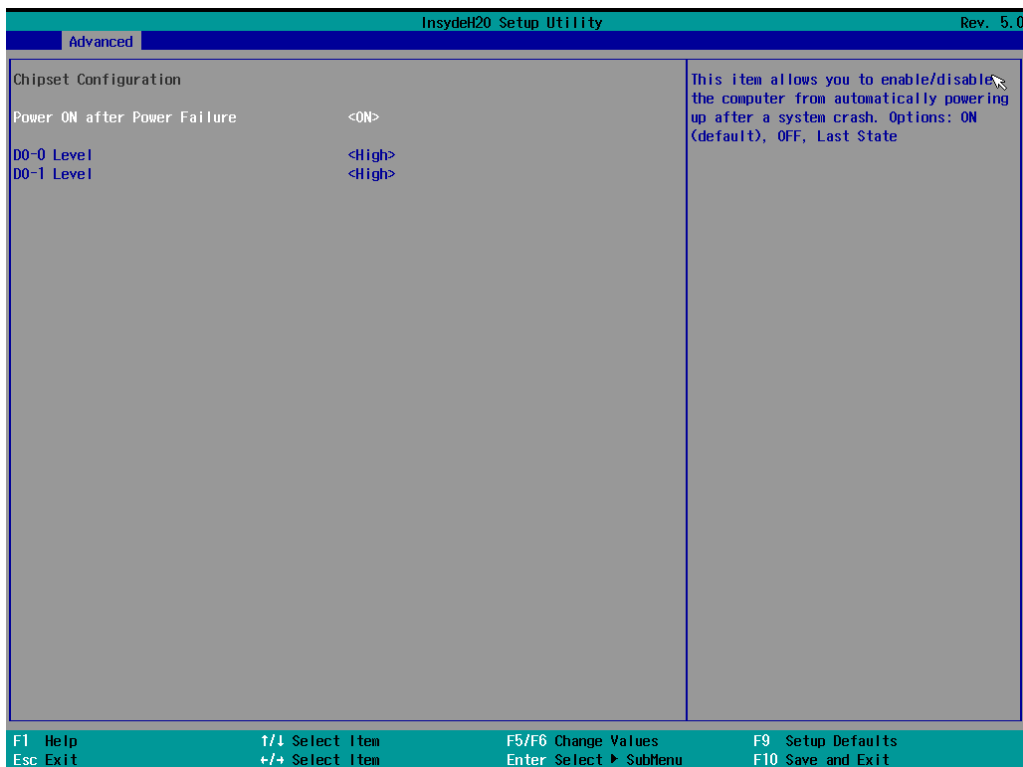 InsydeH2O Setup Utility Rev. 5.0
Advanced
Chipset Configuration
Power ON after Power Failure <ON>
DO-0 Level <High>
DO-1 Level <High>
This item allows you to enable/disable
the computer from automatically powering
up after a system crash. Options: ON
(default), OFF, Last State
F1 Help ↑/↓ Select Item F5/F6 Change Values F9 Setup Defaults
Esc Exit ←/→ Select Item Enter Select ▶ SubMenu F10 Save and Exit